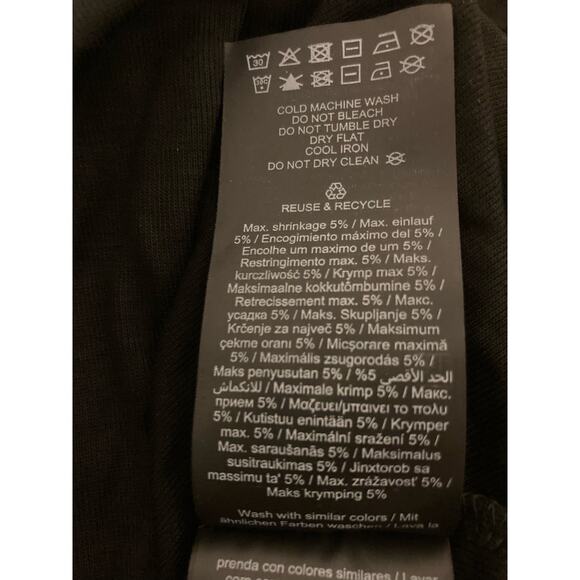 30
30C
COLD MACHINE WASH
DO NOT BLEACH
DO NOT TUMBLE DRY
DRY FLAT
COOL IRON
DO NOT DRY CLEAN
REUSE & RECYCLE
Max. shrinkage 5% / Max. einlauf
5% / Encogimiento máximo del 5% /
Encolhe um maximo de um 5% /
Restringimento max. 5% / Maks.
kurczliwość 5% / Krymp max 5% /
Maksimaalne kokkutõmbumine 5% /
Retrecissement max. 5% / Макс.
усадка 5% / Maks. Skupljanje 5% /
Krčenje za največ 5% / Maksimum
çekme oranı 5% / Micșorare maximă
5% / Maximális zsugorodás 5% /
Maks penyusutan 5% / الحد الأقصى 5%
للانكماش / Maximale krimp 5% / Макс.
прием 5% / Μαζευει/μπαινει το πολυ
5% / Kutistuu enintään 5% / Krymper
max. 5% / Maximální sražení 5% /
Max. saraušanās 5% / Maksimalus
susitraukimas 5% / Jinxtorob sa
massimu ta' 5% / Max. zrážavosť 5% /
Maks krymping 5%
Wash with similar colors / Mit
ähnlichen Farben waschen / Lava la
prenda con colores similares / Laver